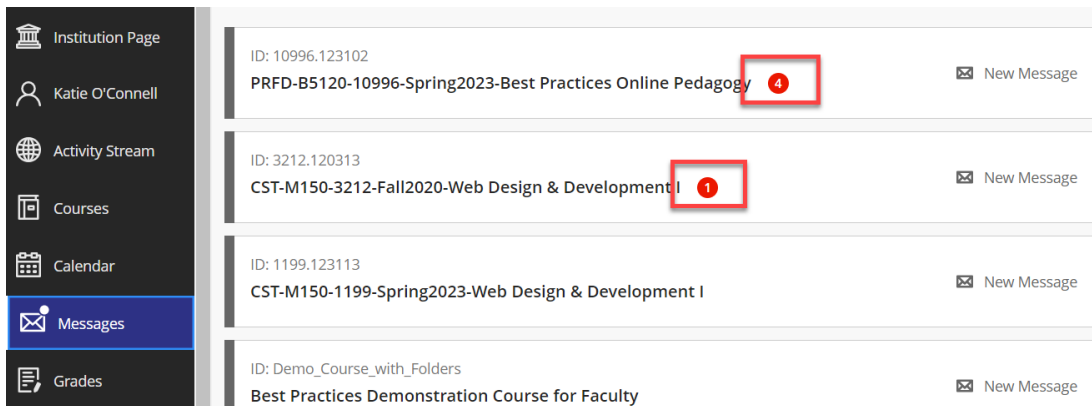 Institution Page
Katie O'Connell
Activity Stream
Courses
Calendar
Messages
Grades
ID: 10996.123102
PRFD-B5120-10996-Spring2023-Best Practices Online Pedagogy 4
New Message
ID: 3212.120313
CST-M150-3212-Fall2020-Web Design & Development I 1
New Message
ID: 1199.123113
CST-M150-1199-Spring2023-Web Design & Development I
New Message
ID: Demo_Course_with_Folders
Best Practices Demonstration Course for Faculty
New Message